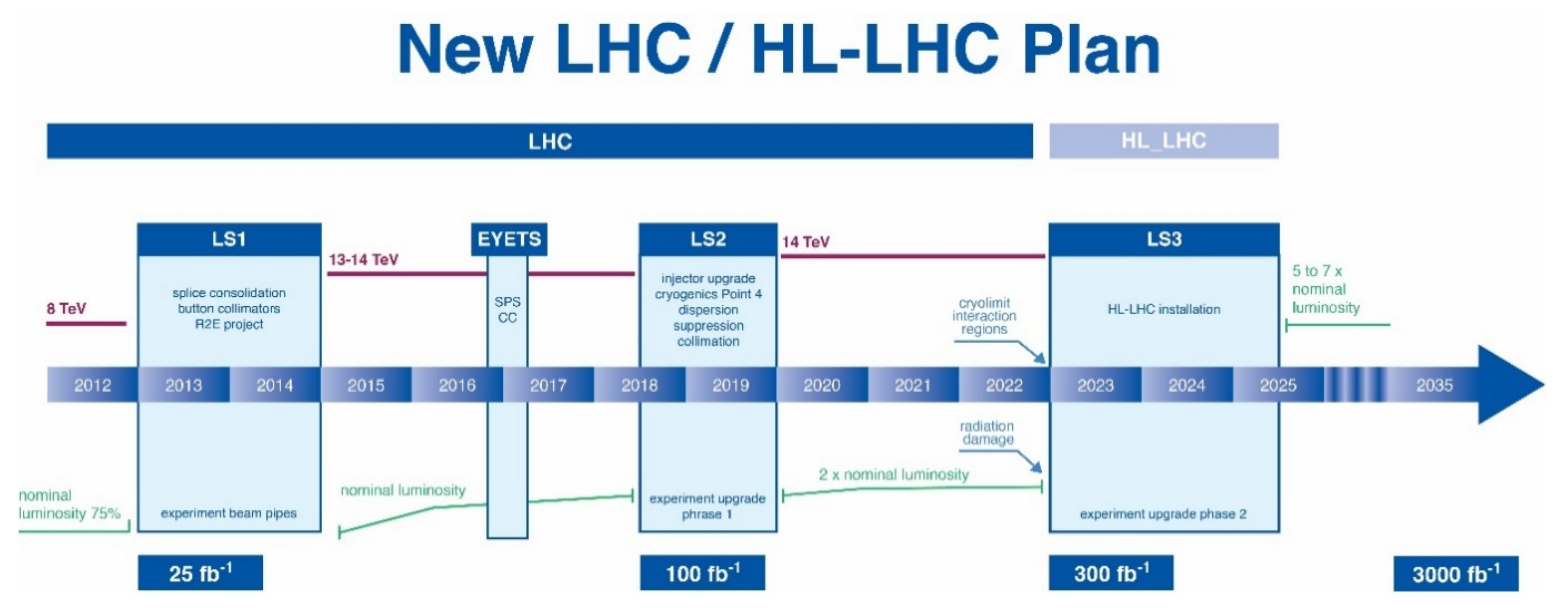 New LHC / HL-LHC Plan
LHC
HL_LHC
LS1
EYETS
LS2
14 TeV
LS3
13-14 TeV
5 to 7 x
nominal
luminosity
8 TeV
splice consolidation
button collimators
R2E project
SPS
CC
injector upgrade
cryogenics Point 4
dispersion
suppression
collimation
cryolimit
interaction
regions
HL-LHC installation
2012
2013
2014
2015
2016
2017
2018
2019
2020
2021
2022
2023
2024
2025
2035
radiation
damage
nominal
luminosity 75%
experiment beam pipes
nominal luminosity
experiment upgrade
phrase 1
2 x nominal luminosity
experiment upgrade phase 2
25 fb⁻¹
100 fb⁻¹
300 fb⁻¹
3000 fb⁻¹